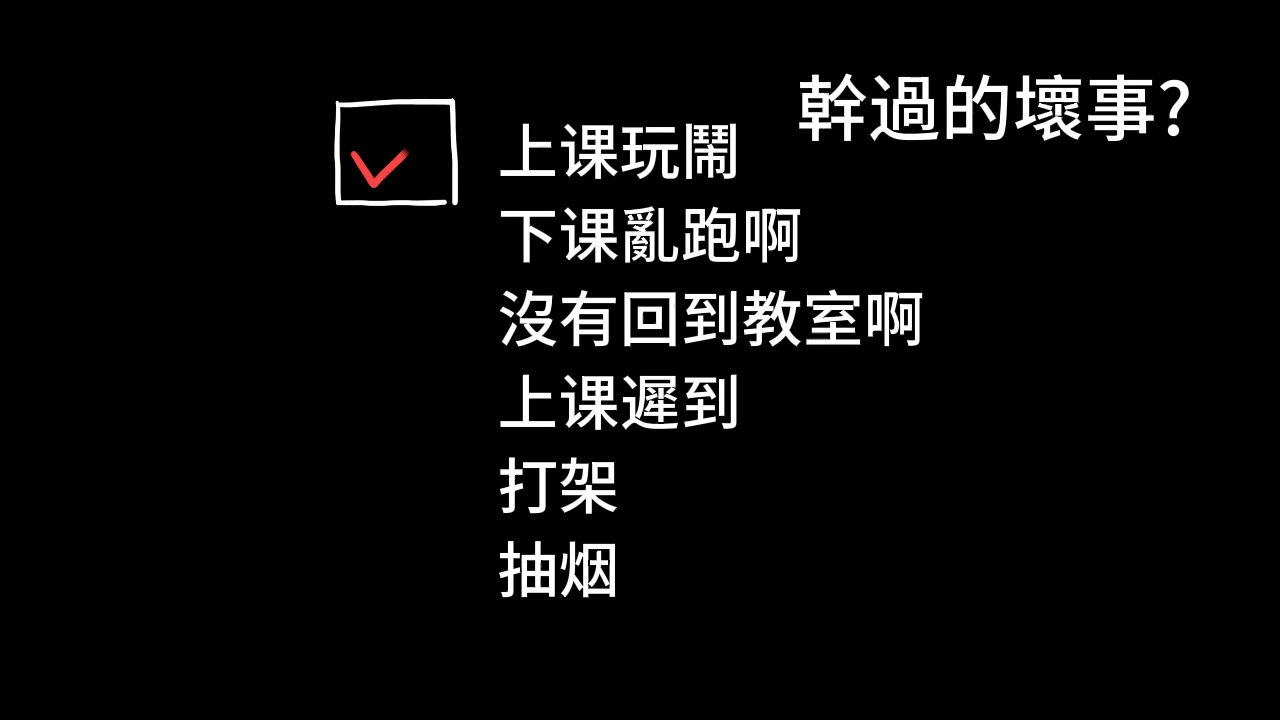 幹過的壞事?
上课玩鬧
下课亂跑啊
沒有回到教室啊
上课遲到
打架
抽烟